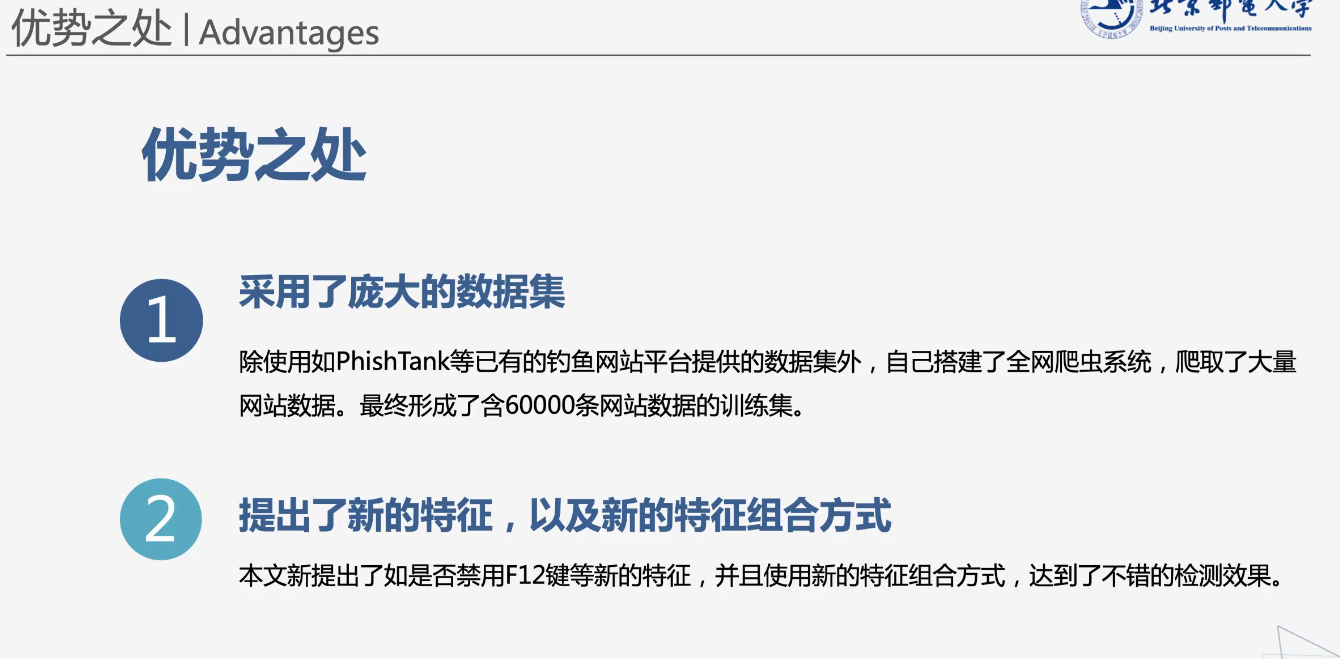 优势之处 | Advantages
北京邮电大学
Beijing University of Posts and Telecommunications
优势之处
1
采用了庞大的数据集
除使用如PhishTank等已有的钓鱼网站平台提供的数据集外，自己搭建了全网爬虫系统，爬取了大量
网站数据。最终形成了含60000条网站数据的训练集。
2
提出了新的特征，以及新的特征组合方式
本文新提出了如是否禁用F12键等新的特征，并且使用新的特征组合方式，达到了不错的检测效果。